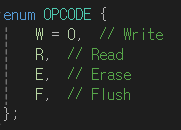 enum OPCODE {
W = 0,  // Write
R,  // Read
E,  // Erase
F,  // Flush
};